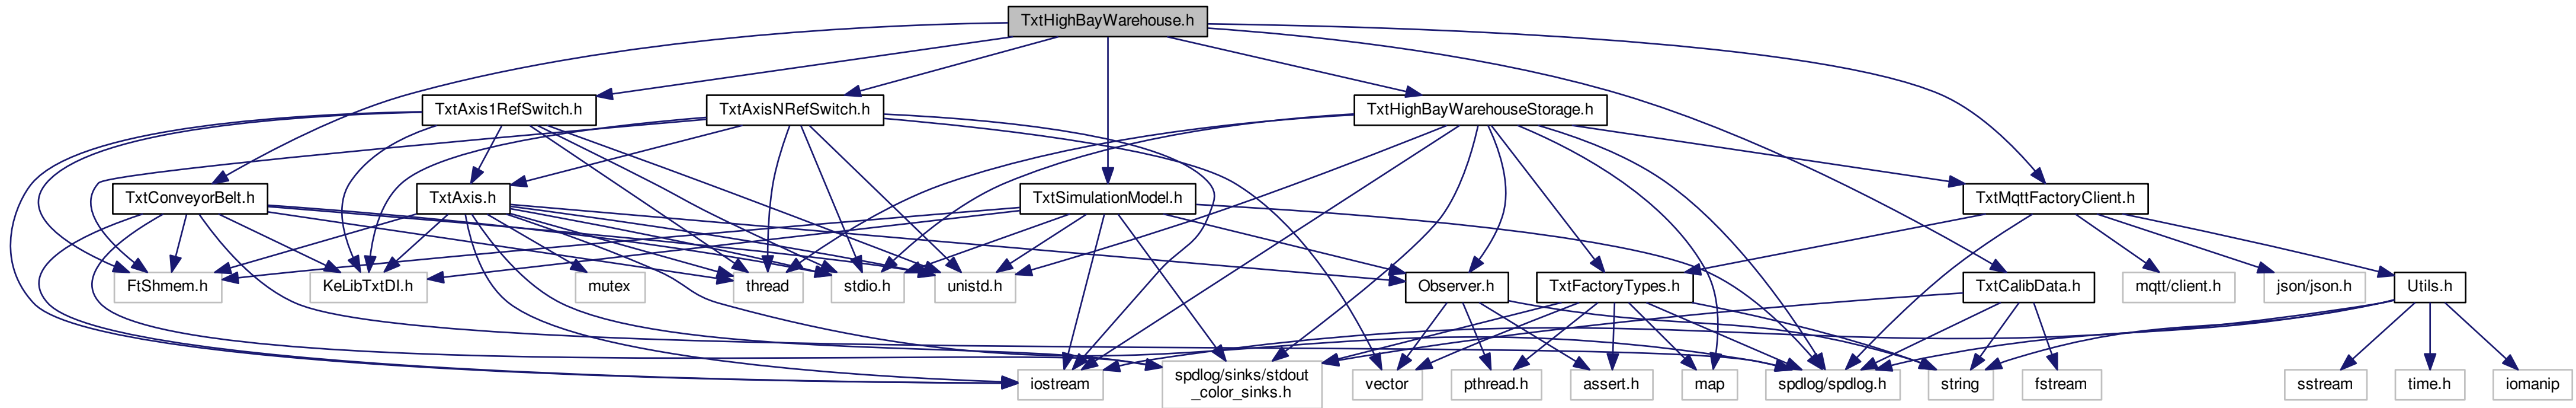 TxtHighBayWarehouse.h
TxtAxis1RefSwitch.h
TxtAxisNRefSwitch.h
TxtHighBayWarehouseStorage.h
TxtConveyorBelt.h
TxtAxis.h
TxtSimulationModel.h
TxtMqttFactoryClient.h
FtShmem.h
KeLibTxtDl.h
mutex
thread
stdio.h
unistd.h
Observer.h
TxtFactoryTypes.h
TxtCalibData.h
mqtt/client.h
json/json.h
Utils.h
iostream
spdlog/sinks/stdout
_color_sinks.h
vector
pthread.h
assert.h
map
spdlog/spdlog.h
string
fstream
sstream
time.h
iomanip